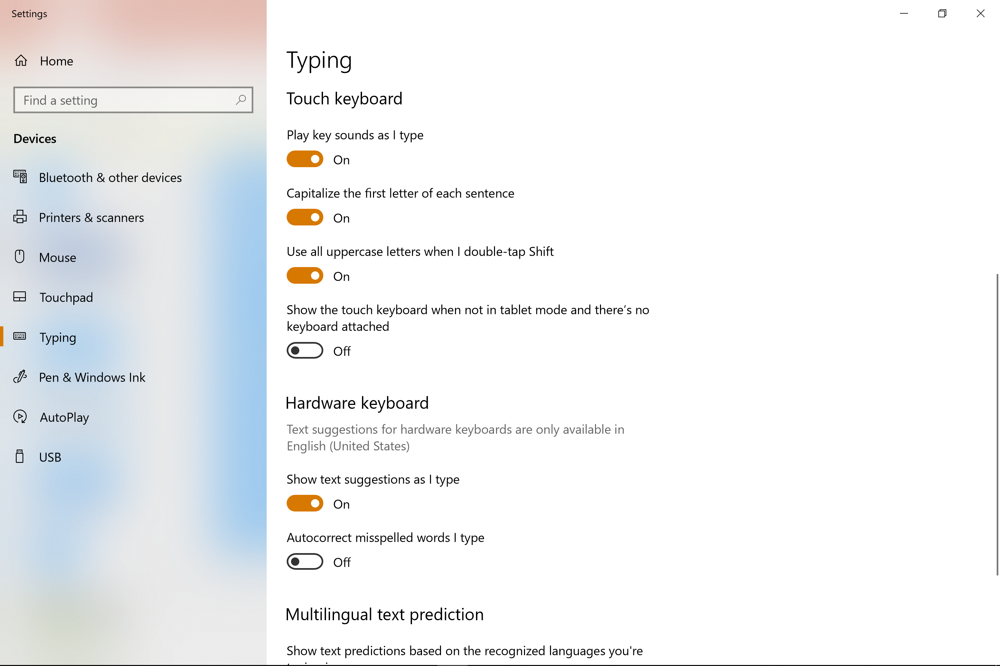 Settings
Home
Find a setting
Devices
Bluetooth & other devices
Printers & scanners
Mouse
Touchpad
Typing
Pen & Windows Ink
AutoPlay
USB
Typing
Touch keyboard
Play key sounds as I type
On
Capitalize the first letter of each sentence
On
Use all uppercase letters when I double-tap Shift
On
Show the touch keyboard when not in tablet mode and there’s no
keyboard attached
Off
Hardware keyboard
Text suggestions for hardware keyboards are only available in
English (United States)
Show text suggestions as I type
On
Autocorrect misspelled words I type
Off
Multilingual text prediction
Show text predictions based on the recognized languages you're